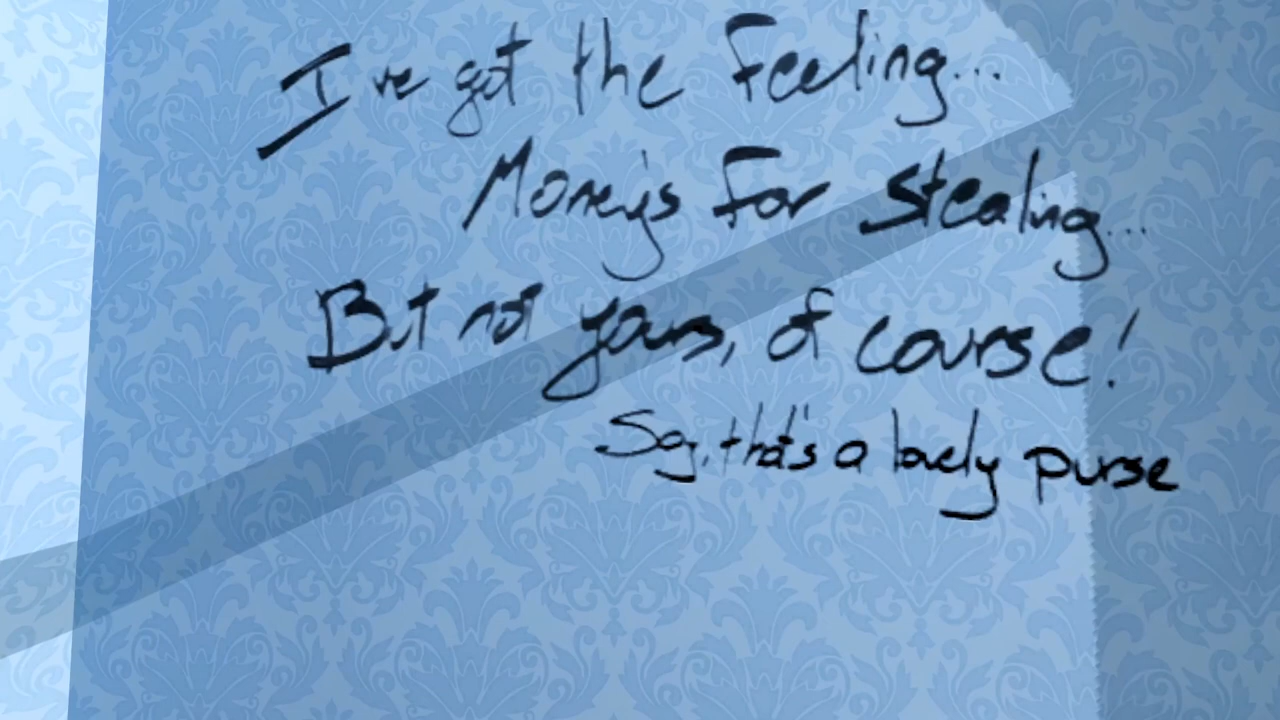 I've got the feeling...
Money's for stealing...
But not yours, of course!
Say, that's a lovely purse